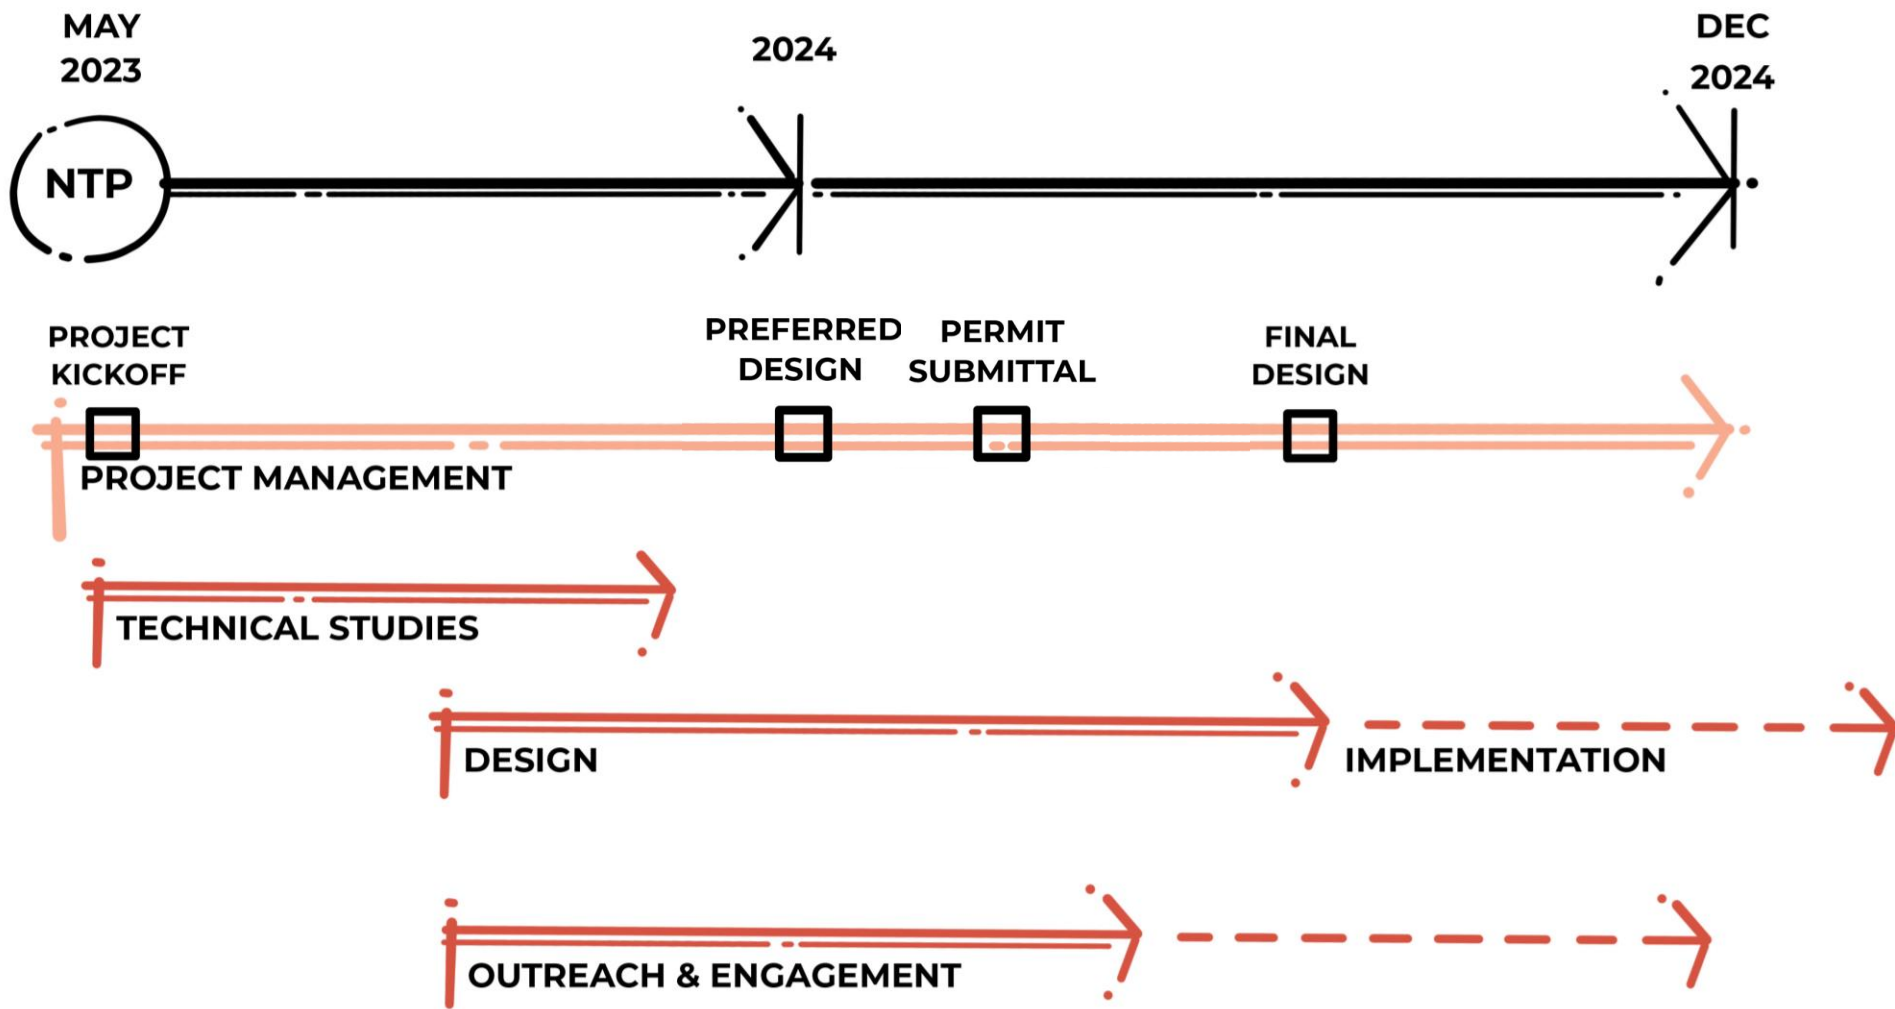 MAY
2023
2024
DEC
2024
NTP
PROJECT
KICKOFF
PREFERRED
DESIGN
PERMIT
SUBMITTAL
FINAL
DESIGN
PROJECT MANAGEMENT
TECHNICAL STUDIES
DESIGN
IMPLEMENTATION
OUTREACH & ENGAGEMENT